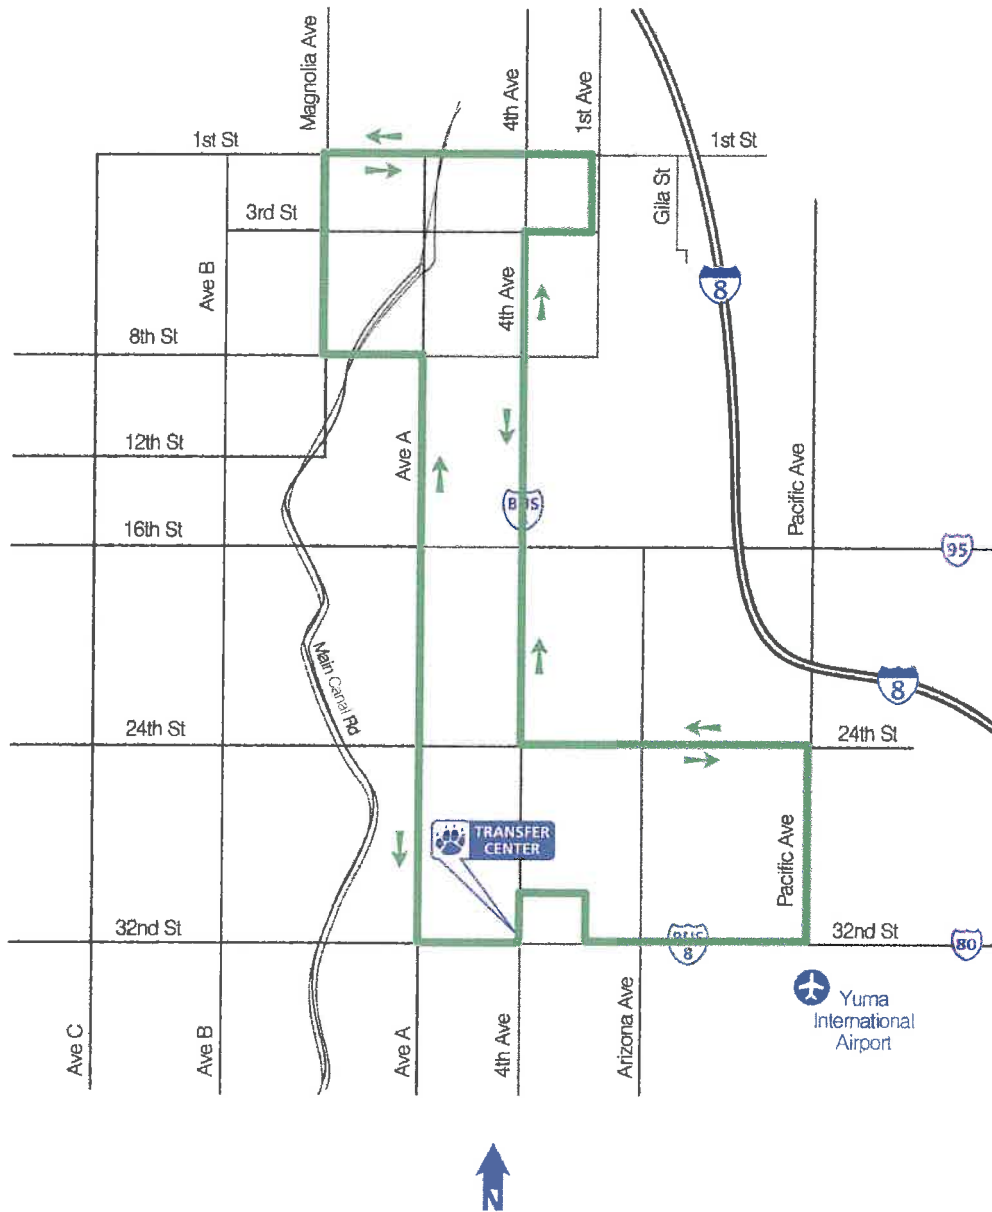 Magnolia Ave
4th Ave
1st Ave
1st St
1st St
Gila St
3rd St
Ave B
4th Ave
8
8th St
12th St
Ave A
Pacific Ave
BUS
16th St
95
Main Canal Rd
8
24th St
24th St
TRANSFER
CENTER
Pacific Ave
32nd St
BUS
8
32nd St
80
Yuma
International
Airport
Ave C
Ave B
Ave A
4th Ave
Arizona Ave
N